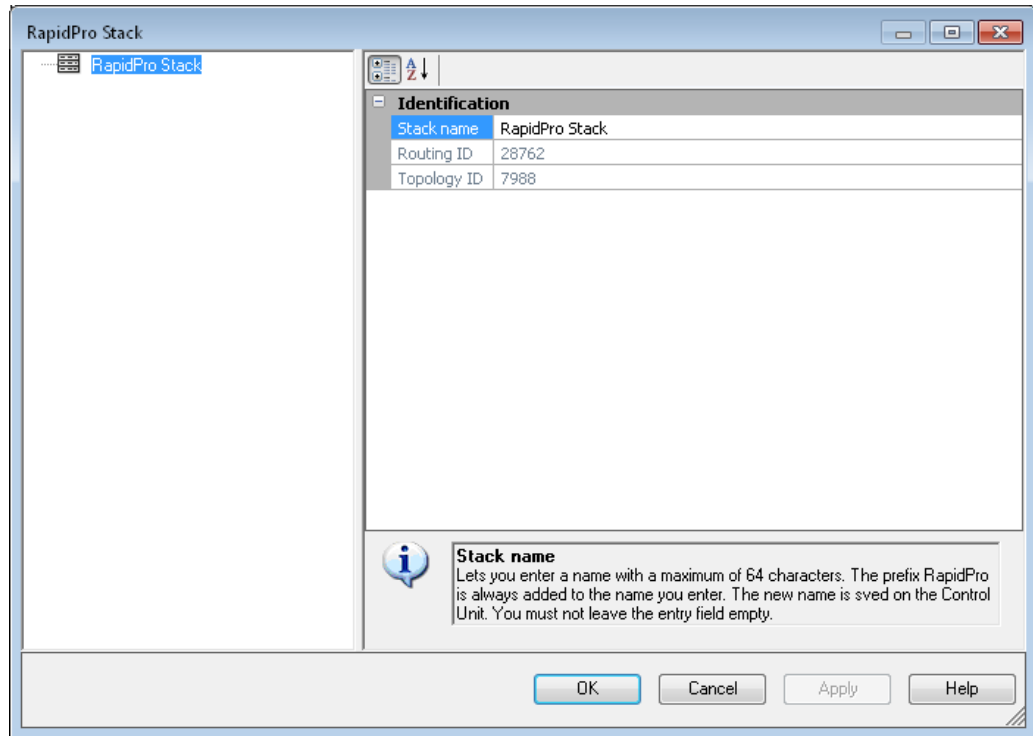 RapidPro Stack
RapidPro Stack
Identification
Stack name RapidPro Stack
Routing ID 28762
Topology ID 7988
Stack name
Lets you enter a name with a maximum of 64 characters. The prefix RapidPro
is always added to the name you enter. The new name is sved on the Control
Unit. You must not leave the entry field empty.
OK Cancel Apply Help